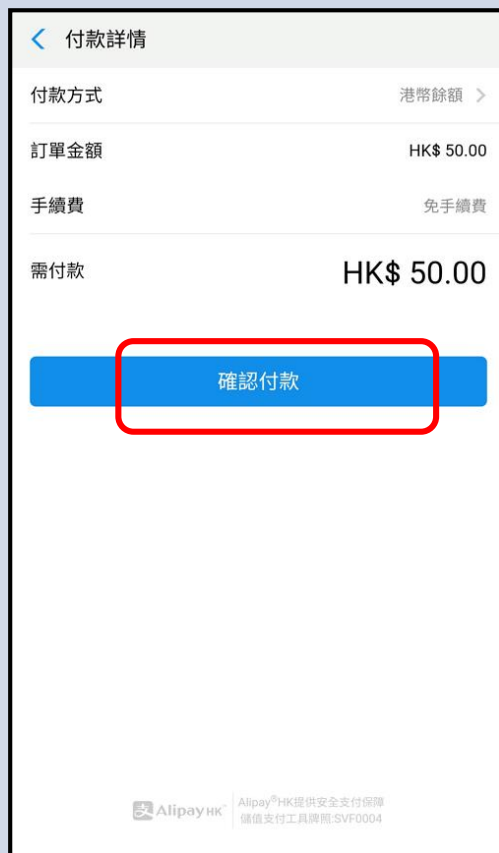 付款詳情
付款方式 港幣餘額
訂單金額 HK$ 50.00
手續費 免手續費
需付款 HK$ 50.00
確認付款
支 Alipay HK™ Alipay®HK提供安全支付保障
儲值支付工具牌照:SVF0004